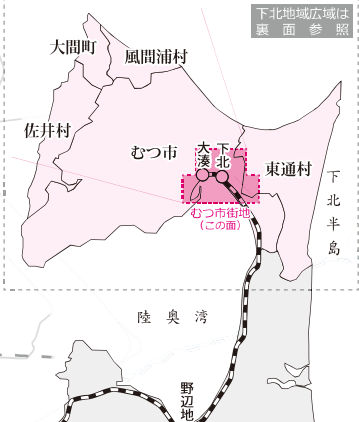 下北地域広域は
裏面参照
大間町
風間浦村
佐井村
むつ市
大湊
下北
東通村
むつ市街地
(この面)
下北半島
陸奥湾
野辺地